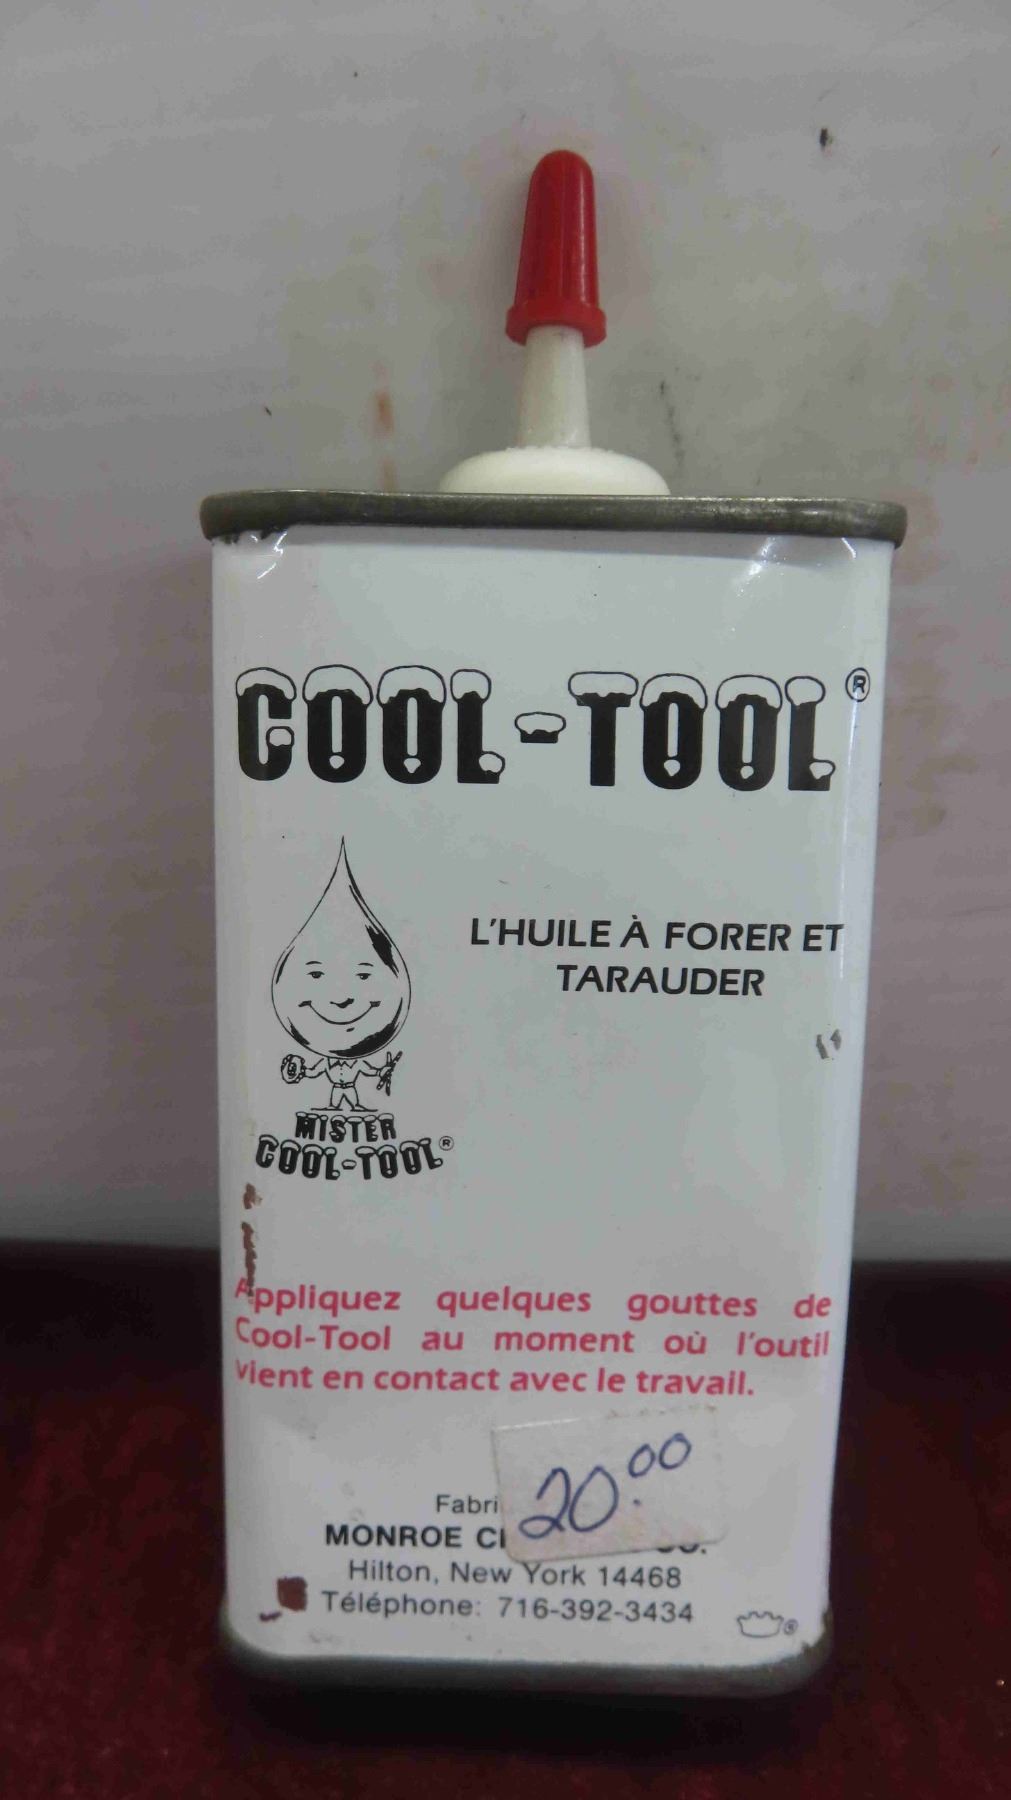 COOL-TOOL®
L'HUILE À FORER ET
TARAUDER
MISTER
COOL-TOOL®
Appliquez quelques gouttes de
Cool-Tool au moment où l'outil
vient en contact avec le travail.
20.00
MONROE
Hilton, New York 14468
Téléphone: 716-392-3434